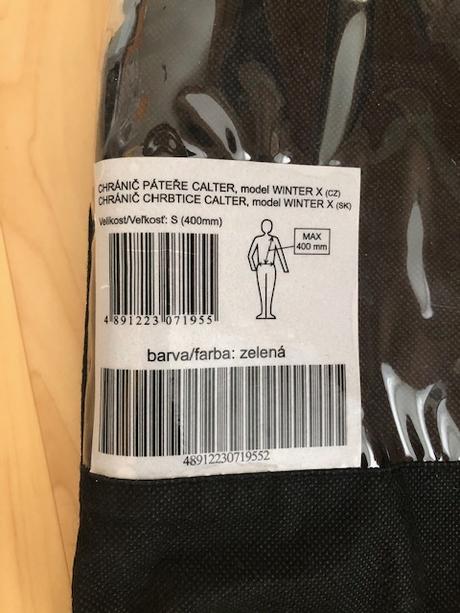 CHRÁNIČ PÁTEŘE CALTER, model WINTER X (CZ)
CHRÁNIČ CHRBTICE CALTER, model WINTER X (SK)
Velikost/Veľkosť: S (400mm)
MAX
400 mm
4 891223 071955
barva/farba: zelená
48912230719552